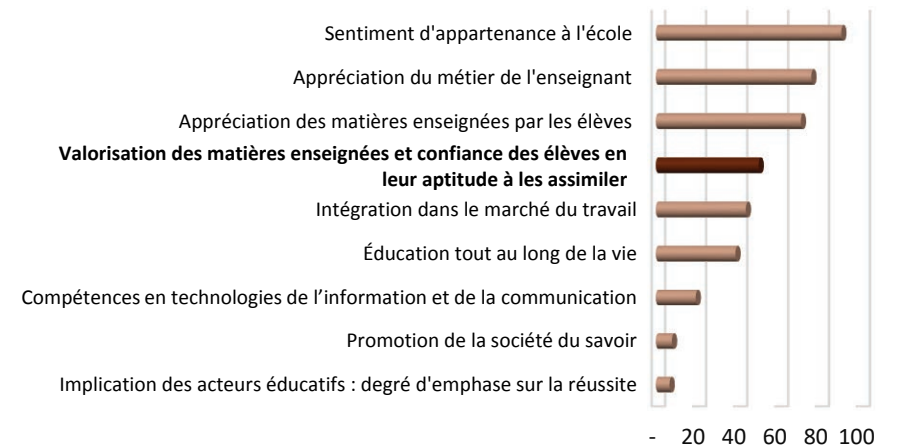 Sentiment d'appartenance à l'école
Appréciation du métier de l'enseignant
Appréciation des matières enseignées par les élèves
Valorisation des matières enseignées et confiance des élèves en
leur aptitude à les assimiler
Intégration dans le marché du travail
Éducation tout au long de la vie
Compétences en technologies de l’information et de la communication
Promotion de la société du savoir
Implication des acteurs éducatifs : degré d'emphase sur la réussite
- 20 40 60 80 100